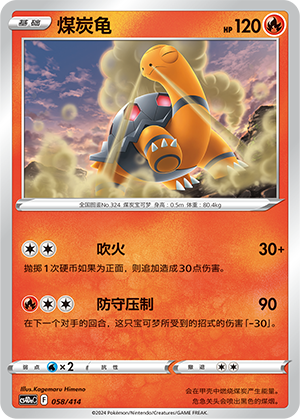 基础 煤炭龟 HP 120
全国图鉴No.324 煤炭宝可梦 身高：0.5m 体重：80.4kg
吹火 30+
抛掷1次硬币如果为正面，则追加造成30点伤害。
防守压制 90
在下一个对手的回合，这只宝可梦所受到的招式的伤害「-30」。
弱点 ×2 抵抗力 撤退
Illus.Kagemaru Himeno
F 058/414
会在甲壳中燃烧煤炭产生能量。
危急关头会喷出黑色的煤烟。
©2024 Pokémon/Nintendo/Creatures/GAME FREAK.